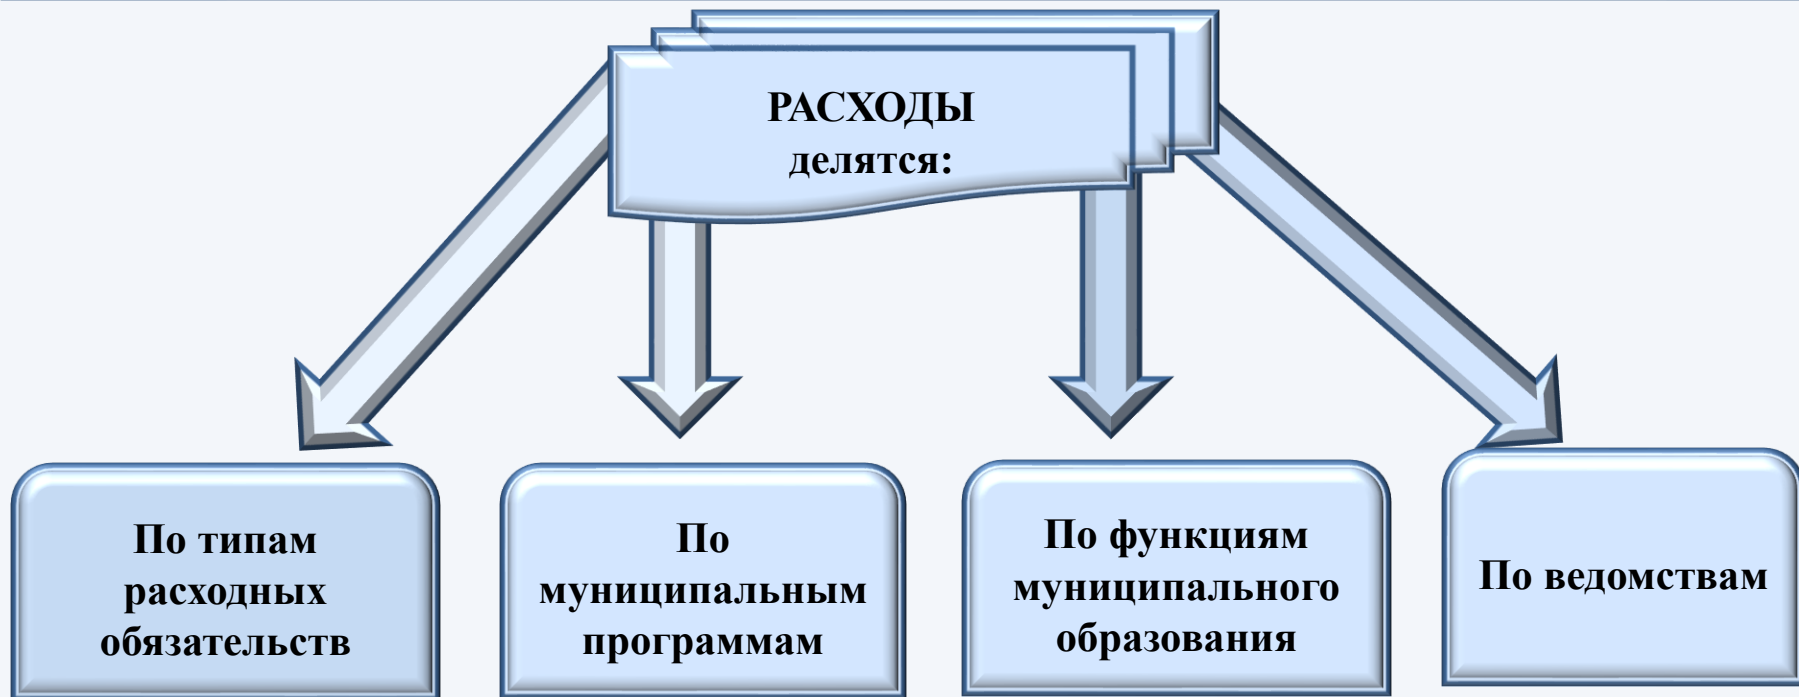 РАСХОДЫ
делятся:
По типам
расходных
обязательств
По
муниципальным
программам
По функциям
муниципального
образования
По ведомствам